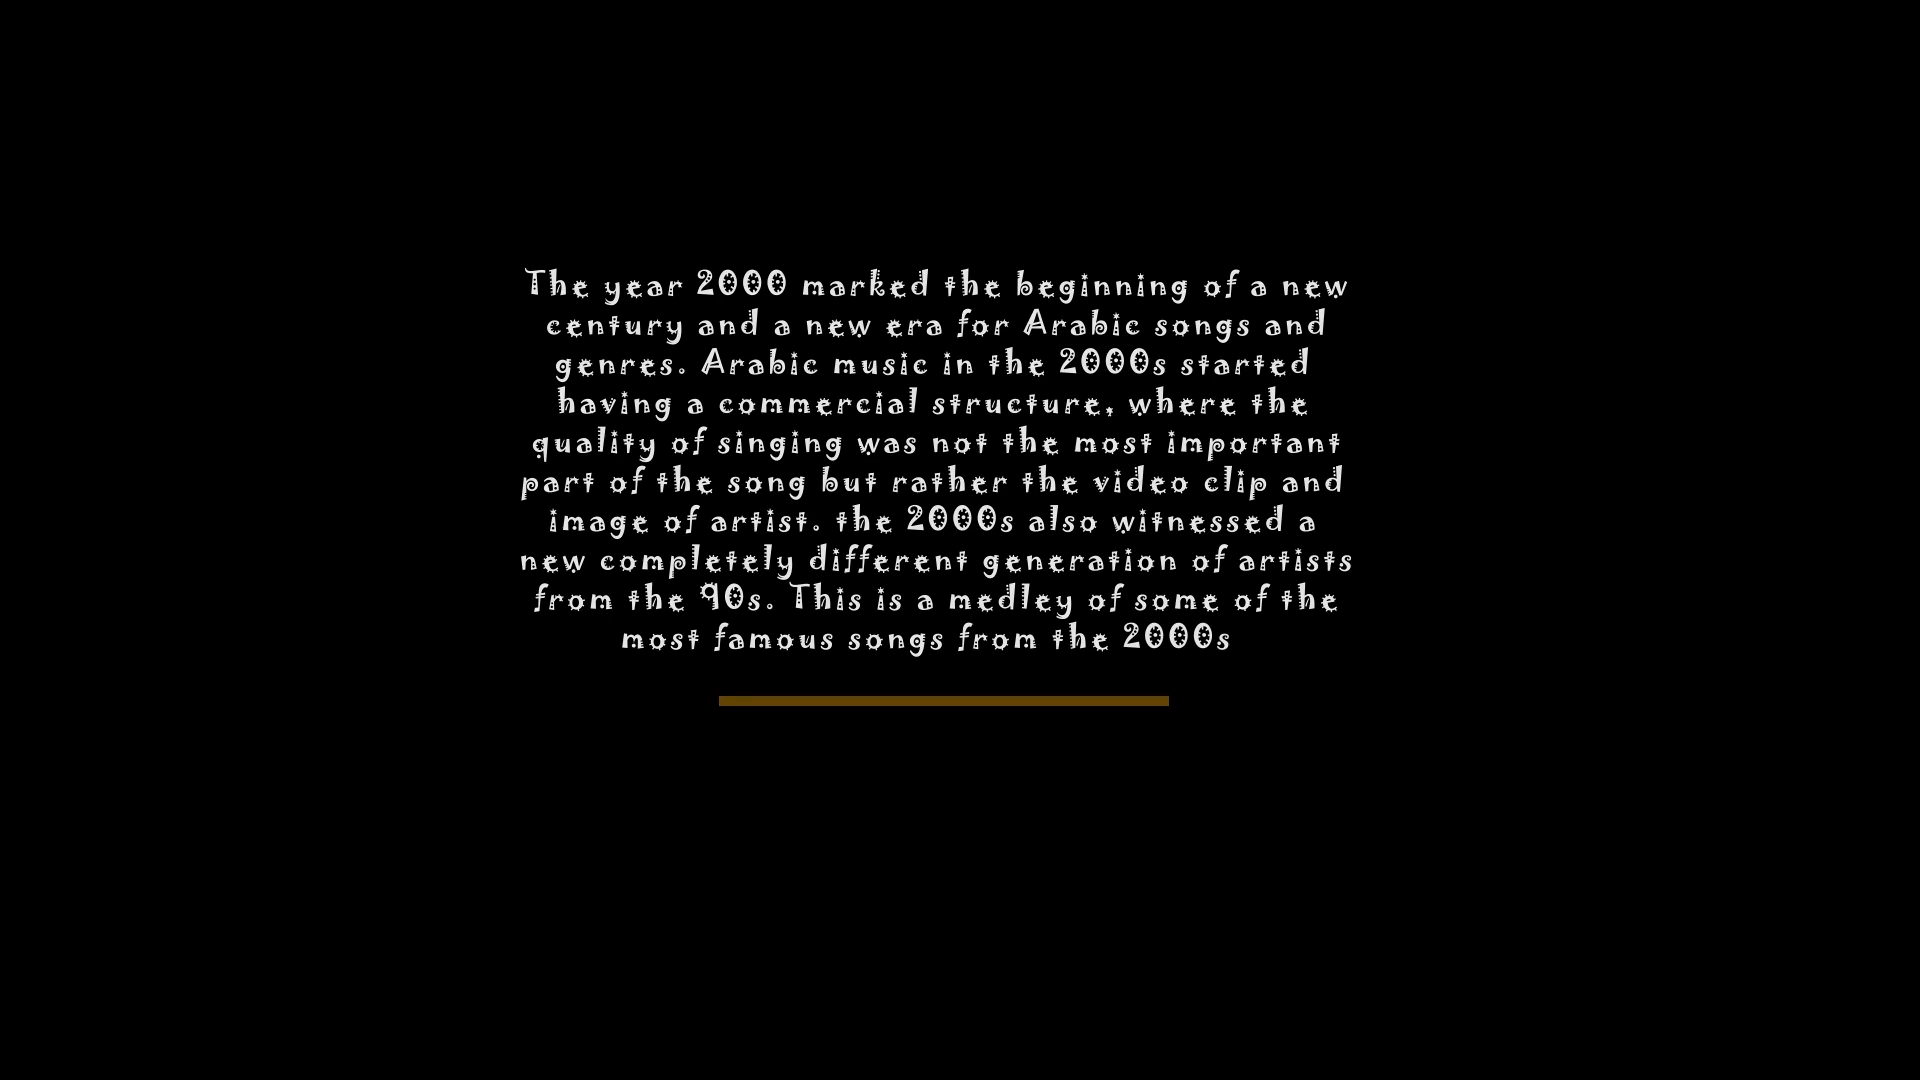 The year 2000 marked the beginning of a new
century and a new era for Arabic songs and
genres. Arabic music in the 2000s started
having a commercial structure, where the
quality of singing was not the most important
part of the song but rather the video clip and
image of artist. the 2000s also witnessed a
new completely different generation of artists
from the 90s. This is a medley of some of the
most famous songs from the 2000s